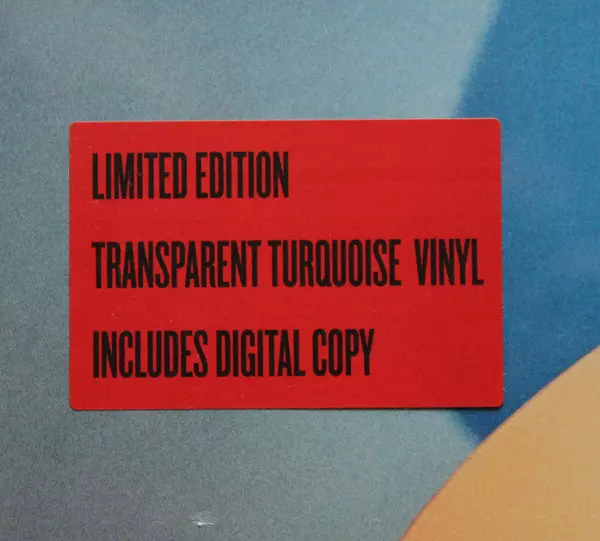 LIMITED EDITION
TRANSPARENT TURQUOISE VINYL
INCLUDES DIGITAL COPY